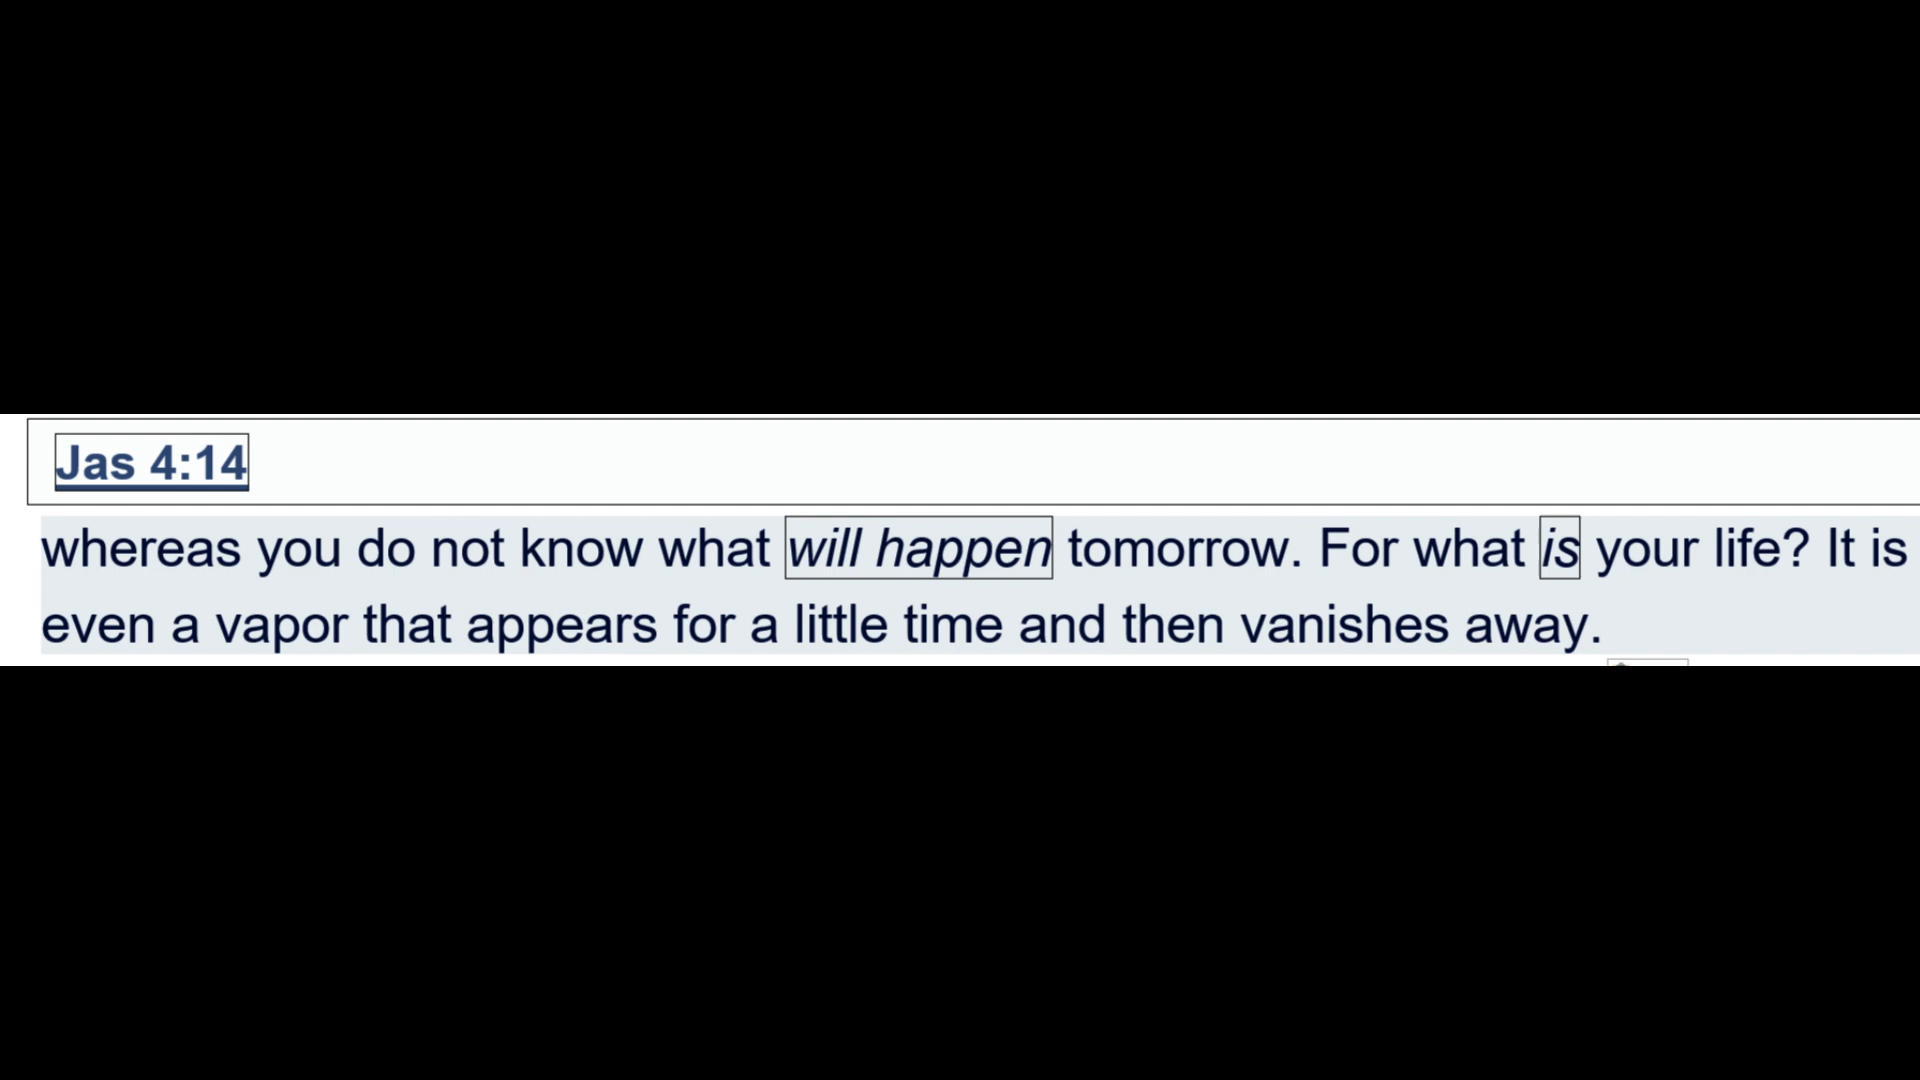 Jas 4:14
whereas you do not know what will happen tomorrow. For what is your life? It is
even a vapor that appears for a little time and then vanishes away.